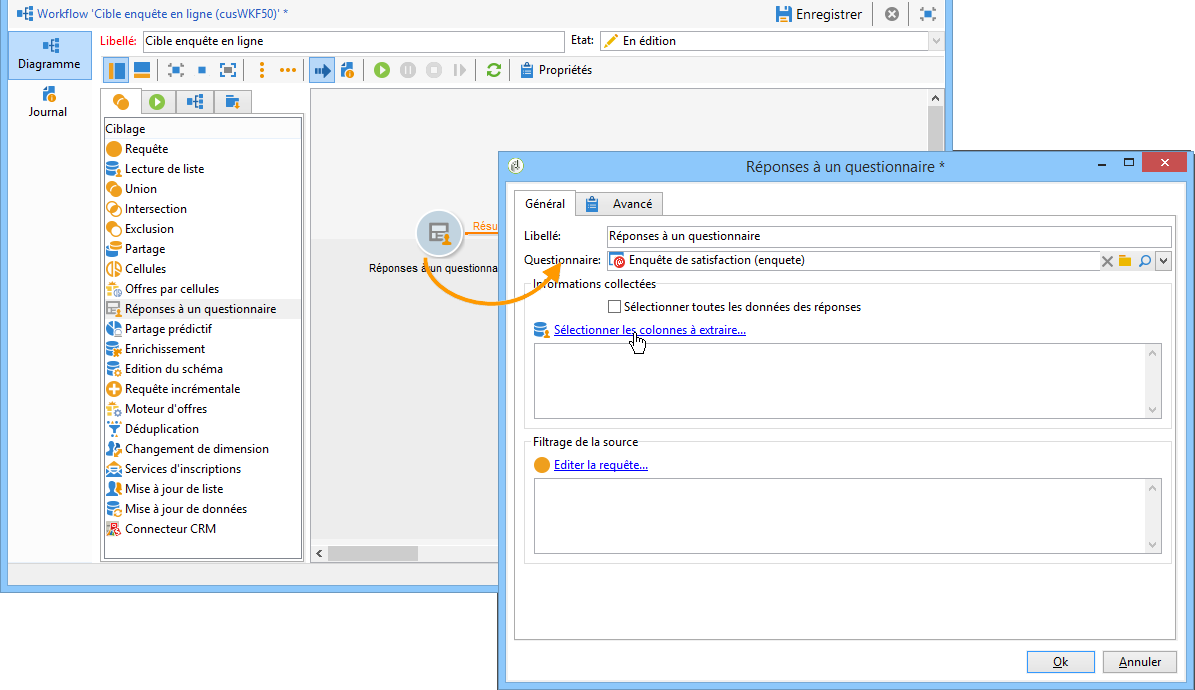 Workflow 'Cible enquête en ligne (cusWKF50)' *
Enregistrer
Diagramme
Journal
Libellé: Cible enquête en ligne
Etat: En édition
Propriétés
Ciblage
Requête
Lecture de liste
Union
Intersection
Exclusion
Partage
Cellules
Offres par cellules
Réponses à un questionnaire
Partage prédictif
Enrichissement
Edition du schéma
Requête incrémentale
Moteur d'offres
Déduplication
Changement de dimension
Services d'inscriptions
Mise à jour de liste
Mise à jour de données
Connecteur CRM
Résu
Réponses à un questionna
Réponses à un questionnaire *
Général
Avancé
Libellé: Réponses à un questionnaire
Questionnaire: Enquête de satisfaction (enquete)
Informations collectées
Sélectionner toutes les données des réponses
Sélectionner les colonnes à extraire...
Filtrage de la source
Editer la requête...
Ok
Annuler